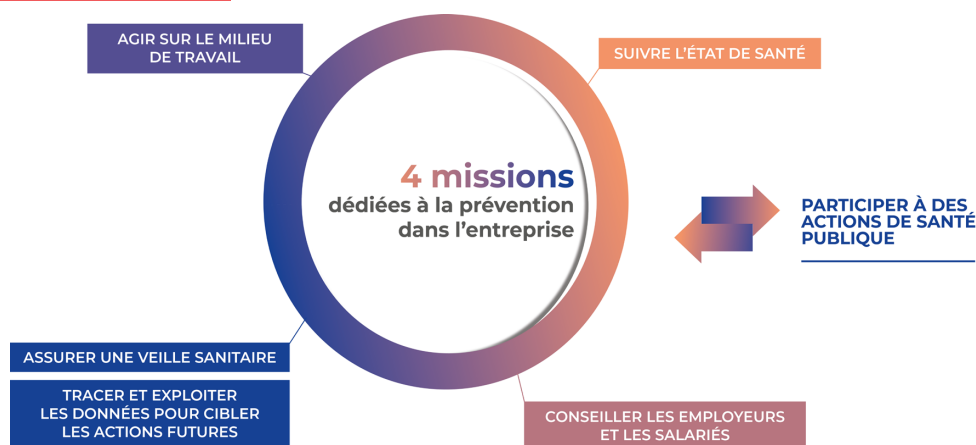 AGIR SUR LE MILIEU
DE TRAVAIL
SUIVRE L'ÉTAT DE SANTÉ
4 missions
dédiées à la prévention
dans l'entreprise
PARTICIPER À DES
ACTIONS DE SANTÉ
PUBLIQUE
ASSURER UNE VEILLE SANITAIRE
TRACER ET EXPLOITER
LES DONNÉES POUR CIBLER
LES ACTIONS FUTURES
CONSEILLER LES EMPLOYEURS
ET LES SALARIÉS